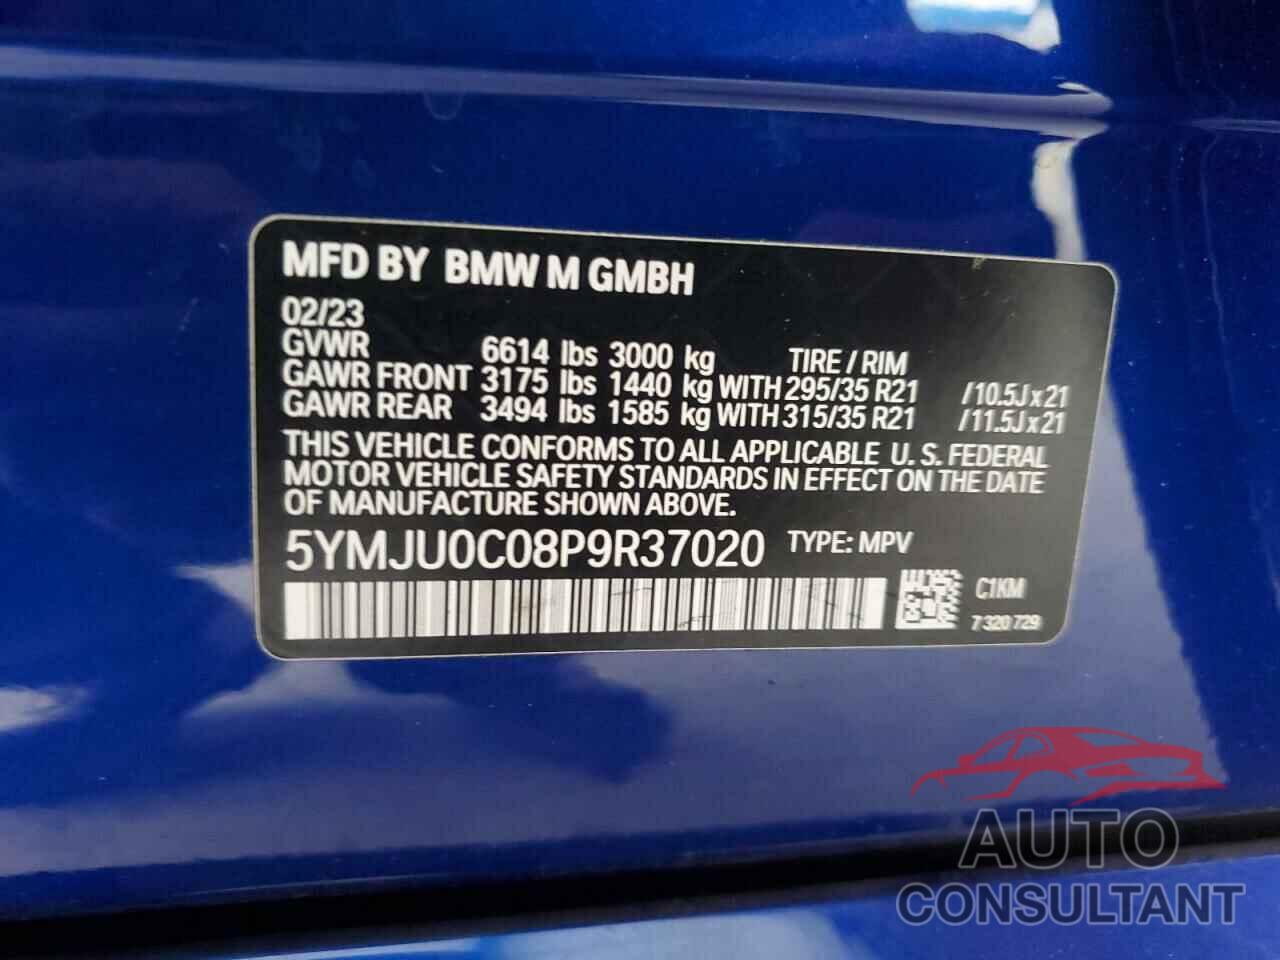 MFD BY BMW M GMBH
02/23
GVWR 6614 lbs 3000 kg TIRE / RIM
GAWR FRONT 3175 lbs 1440 kg WITH 295/35 R21 /10.5J x 21
GAWR REAR 3494 lbs 1585 kg WITH 315/35 R21 /11.5J x 21
THIS VEHICLE CONFORMS TO ALL APPLICABLE U. S. FEDERAL
MOTOR VEHICLE SAFETY STANDARDS IN EFFECT ON THE DATE
OF MANUFACTURE SHOWN ABOVE.
5YMJU0C08P9R37020 TYPE: MPV
C1KM
7 320 729
AUTO
CONSULTANT